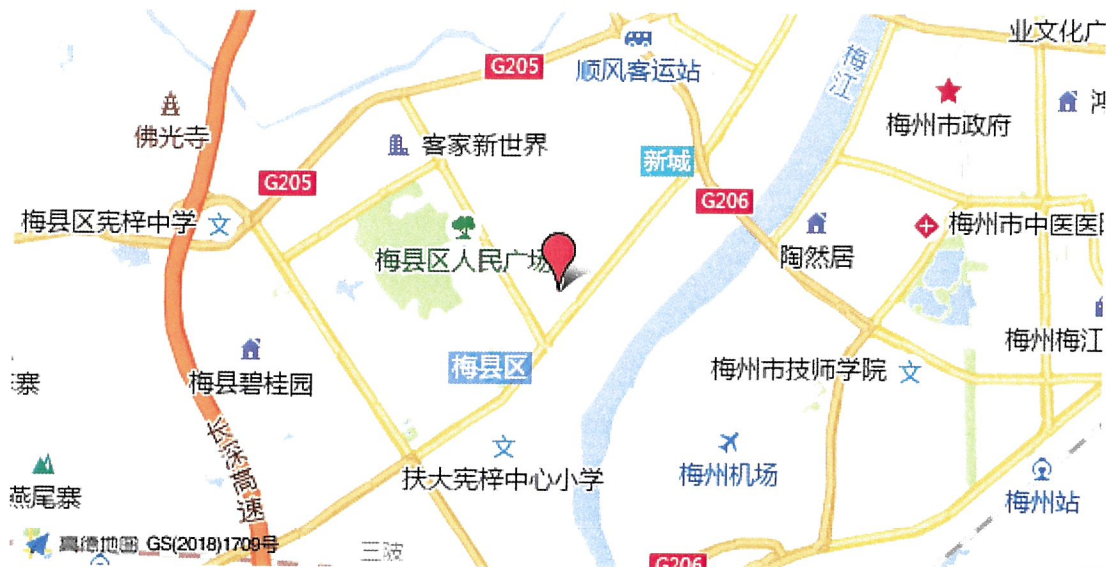 业文化广
G205
顺风客运站
梅江
梅州市政府
鸿
佛光寺
客家新世界
新城
G205
G206
梅县区宪梓中学
文
梅县区人民广场
陶然居
梅州市中医医
梅州梅江
梅县区
梅州市技师学院
文
寨
梅县碧桂园
长深高速
文
扶大宪梓中心小学
梅州机场
燕尾寨
梅州站
高德地图 GS(2018)1709号
三陂
G206